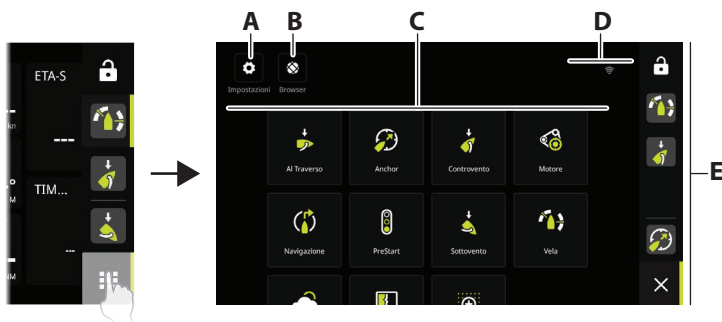 A
B
C
D
ETA-S
kn
---
Impostazioni
Browser
Al Traverso
Anchor
Controvento
Motore
E
°
M
TIM...
--
Navigazione
PreStart
Sottovento
Vela
NM